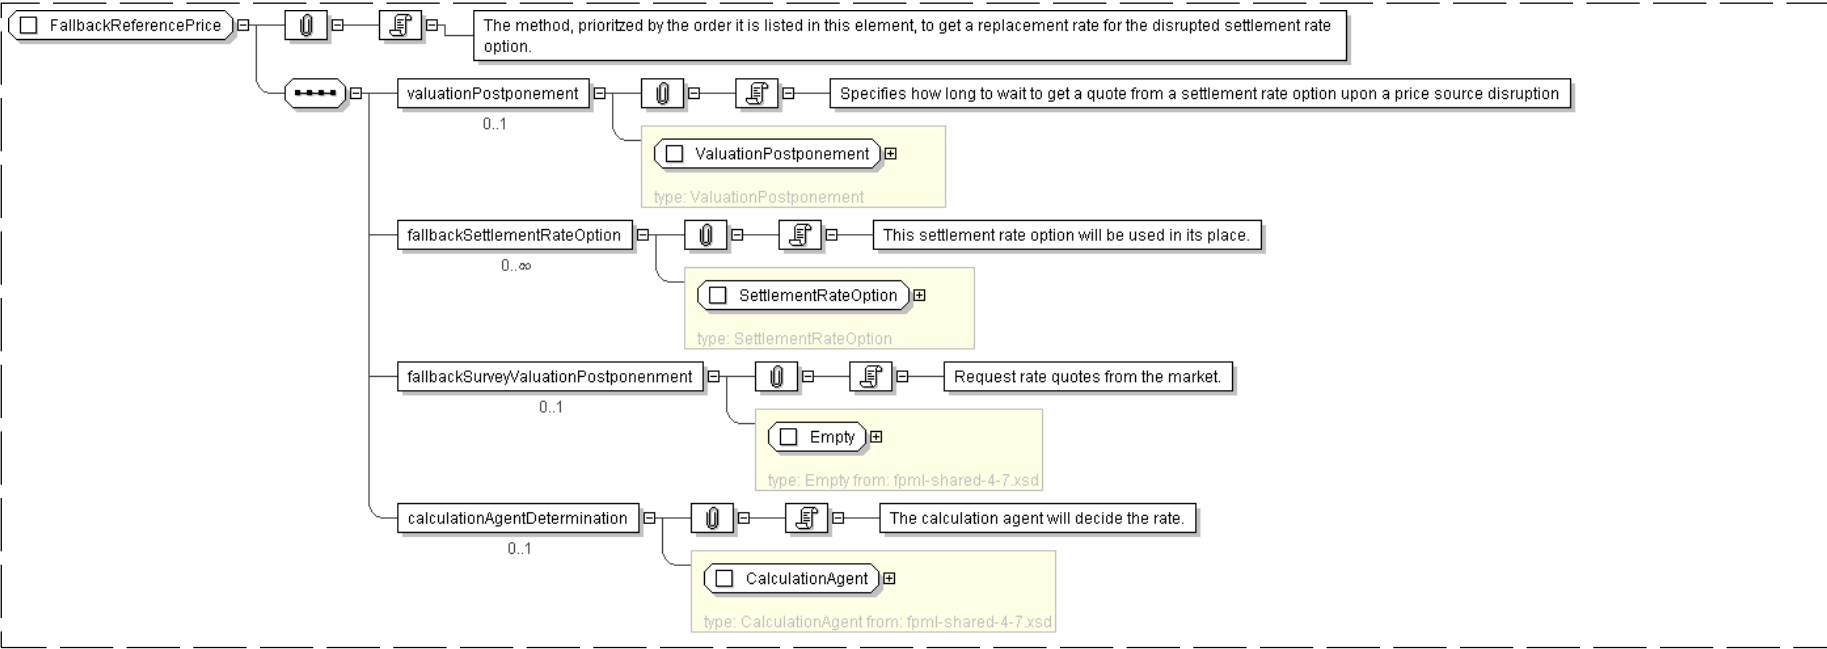 FallbackReferencePrice
The method, prioritzed by the order it is listed in this element, to get a replacement rate for the disrupted settlement rate
option.
valuationPostponement
Specifies how long to wait to get a quote from a settlement rate option upon a price source disruption
0..1
ValuationPostponement
type: ValuationPostponement
fallbackSettlementRateOption
This settlement rate option will be used in its place.
0..∞
SettlementRateOption
type: SettlementRateOption
fallbackSurveyValuationPostponenment
Request rate quotes from the market.
0..1
Empty
type: Empty from: fpml-shared-4-7.xsd
calculationAgentDetermination
The calculation agent will decide the rate.
0..1
CalculationAgent
type: CalculationAgent from: fpml-shared-4-7.xsd